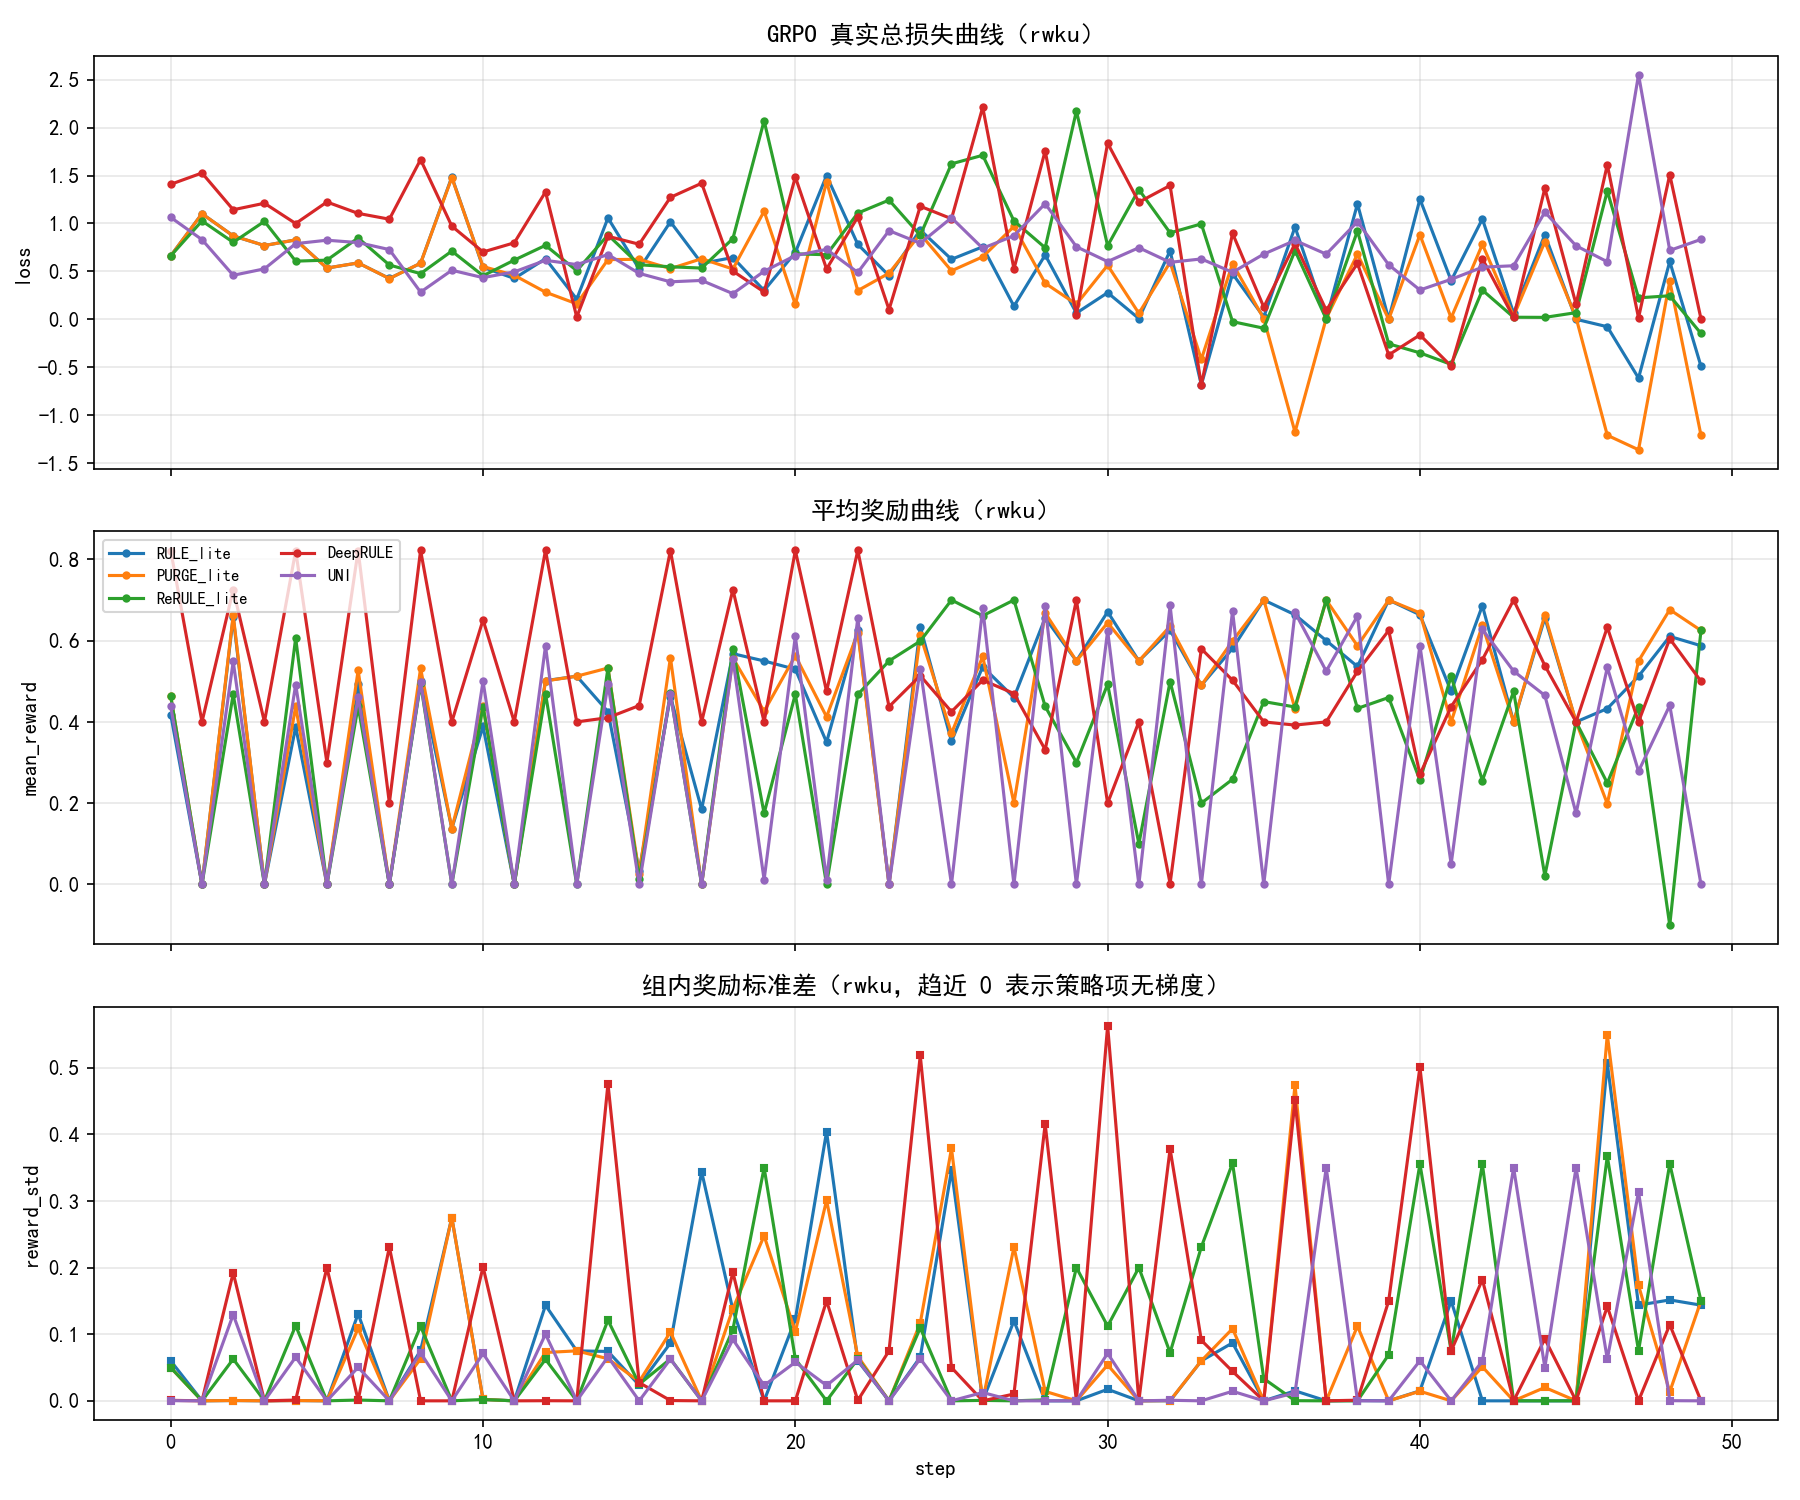 GRPO 真实总损失曲线（rwku）
2.5
2.0
1.5
1.0
0.5
0.0
−0.5
−1.0
−1.5
loss
平均奖励曲线（rwku）
RULE_lite
PURGE_lite
ReRULE_lite
DeepRULE
UNI
0.8
0.6
0.4
0.2
0.0
mean_reward
组内奖励标准差（rwku，趋近 0 表示策略项无梯度）
0.5
0.4
0.3
0.2
0.1
0.0
reward_std
0
10
20
30
40
50
step